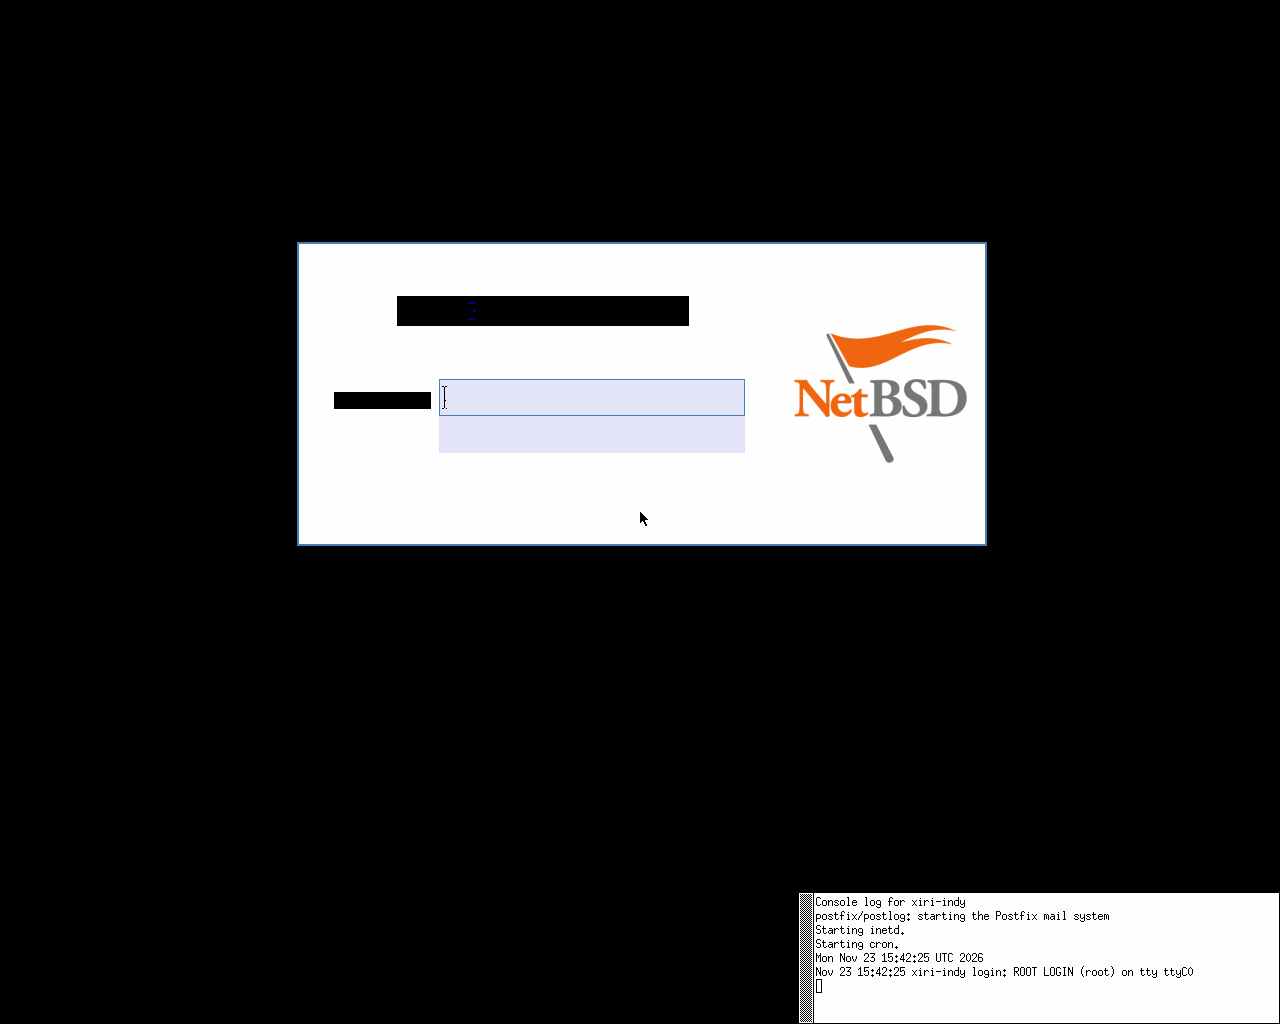 NetBSD
Console log for xiri-indy
postfix/postlog: starting the Postfix mail system
Starting inetd.
Starting cron.
Mon Nov 23 15:42:25 UTC 2026
Nov 23 15:42:25 xiri-indy login: ROOT LOGIN (root) on tty ttyC0